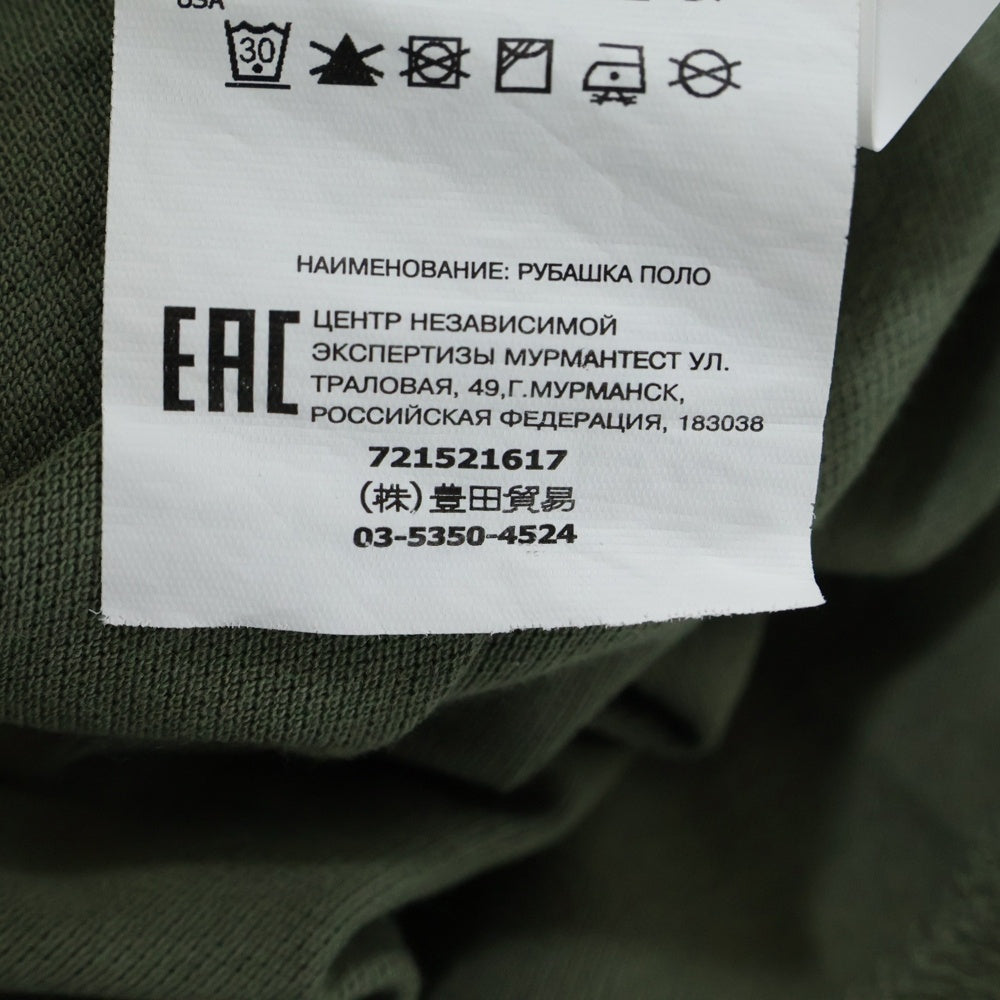 USA
30
НАИМЕНОВАНИЕ: РУБАШКА ПОЛО
EAC
ЦЕНТР НЕЗАВИСИМОЙ
ЭКСПЕРТИЗЫ МУРМАНТЕСТ УЛ.
ТРАЛОВАЯ, 49,Г.МУРМАНСК,
РОССИЙСКАЯ ФЕДЕРАЦИЯ, 183038
721521617
(株)豊田貿易
03-5350-4524